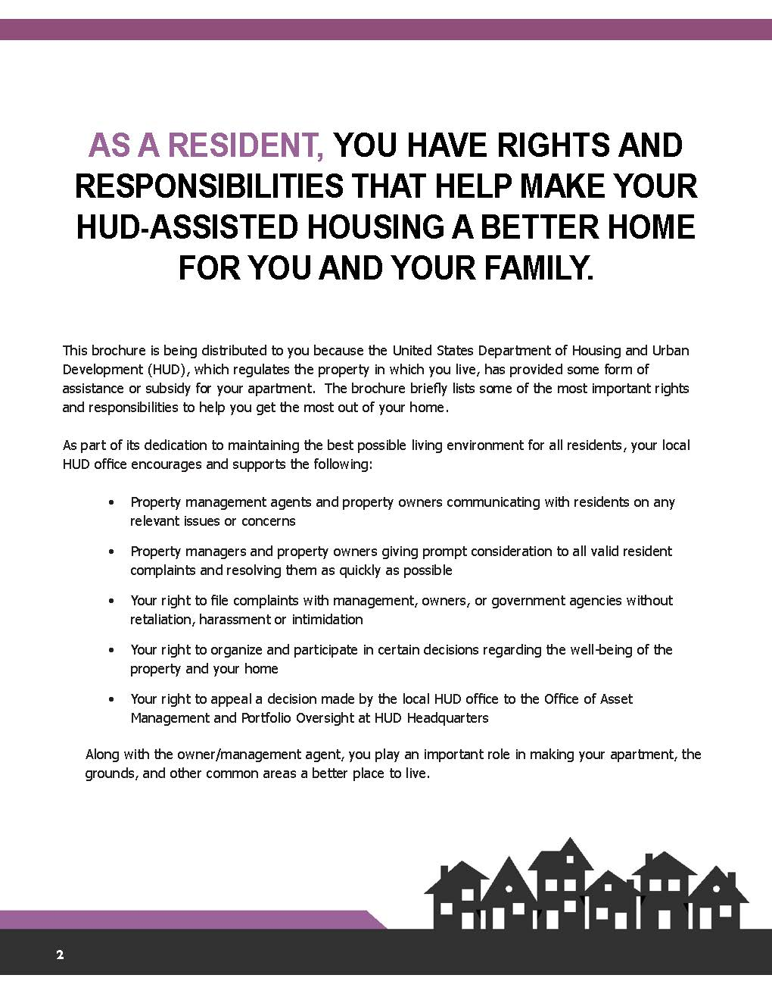 AS A RESIDENT, YOU HAVE RIGHTS AND
RESPONSIBILITIES THAT HELP MAKE YOUR
HUD-ASSISTED HOUSING A BETTER HOME
FOR YOU AND YOUR FAMILY.
This brochure is being distributed to you because the United States Department of Housing and Urban
Development (HUD), which regulates the property in which you live, has provided some form of
assistance or subsidy for your apartment.  The brochure briefly lists some of the most important rights
and responsibilities to help you get the most out of your home.
As part of its dedication to maintaining the best possible living environment for all residents, your local
HUD office encourages and supports the following:
• Property management agents and property owners communicating with residents on any
relevant issues or concerns
• Property managers and property owners giving prompt consideration to all valid resident
complaints and resolving them as quickly as possible
• Your right to file complaints with management, owners, or government agencies without
retaliation, harassment or intimidation
• Your right to organize and participate in certain decisions regarding the well-being of the
property and your home
• Your right to appeal a decision made by the local HUD office to the Office of Asset
Management and Portfolio Oversight at HUD Headquarters
Along with the owner/management agent, you play an important role in making your apartment, the
grounds, and other common areas a better place to live.
2